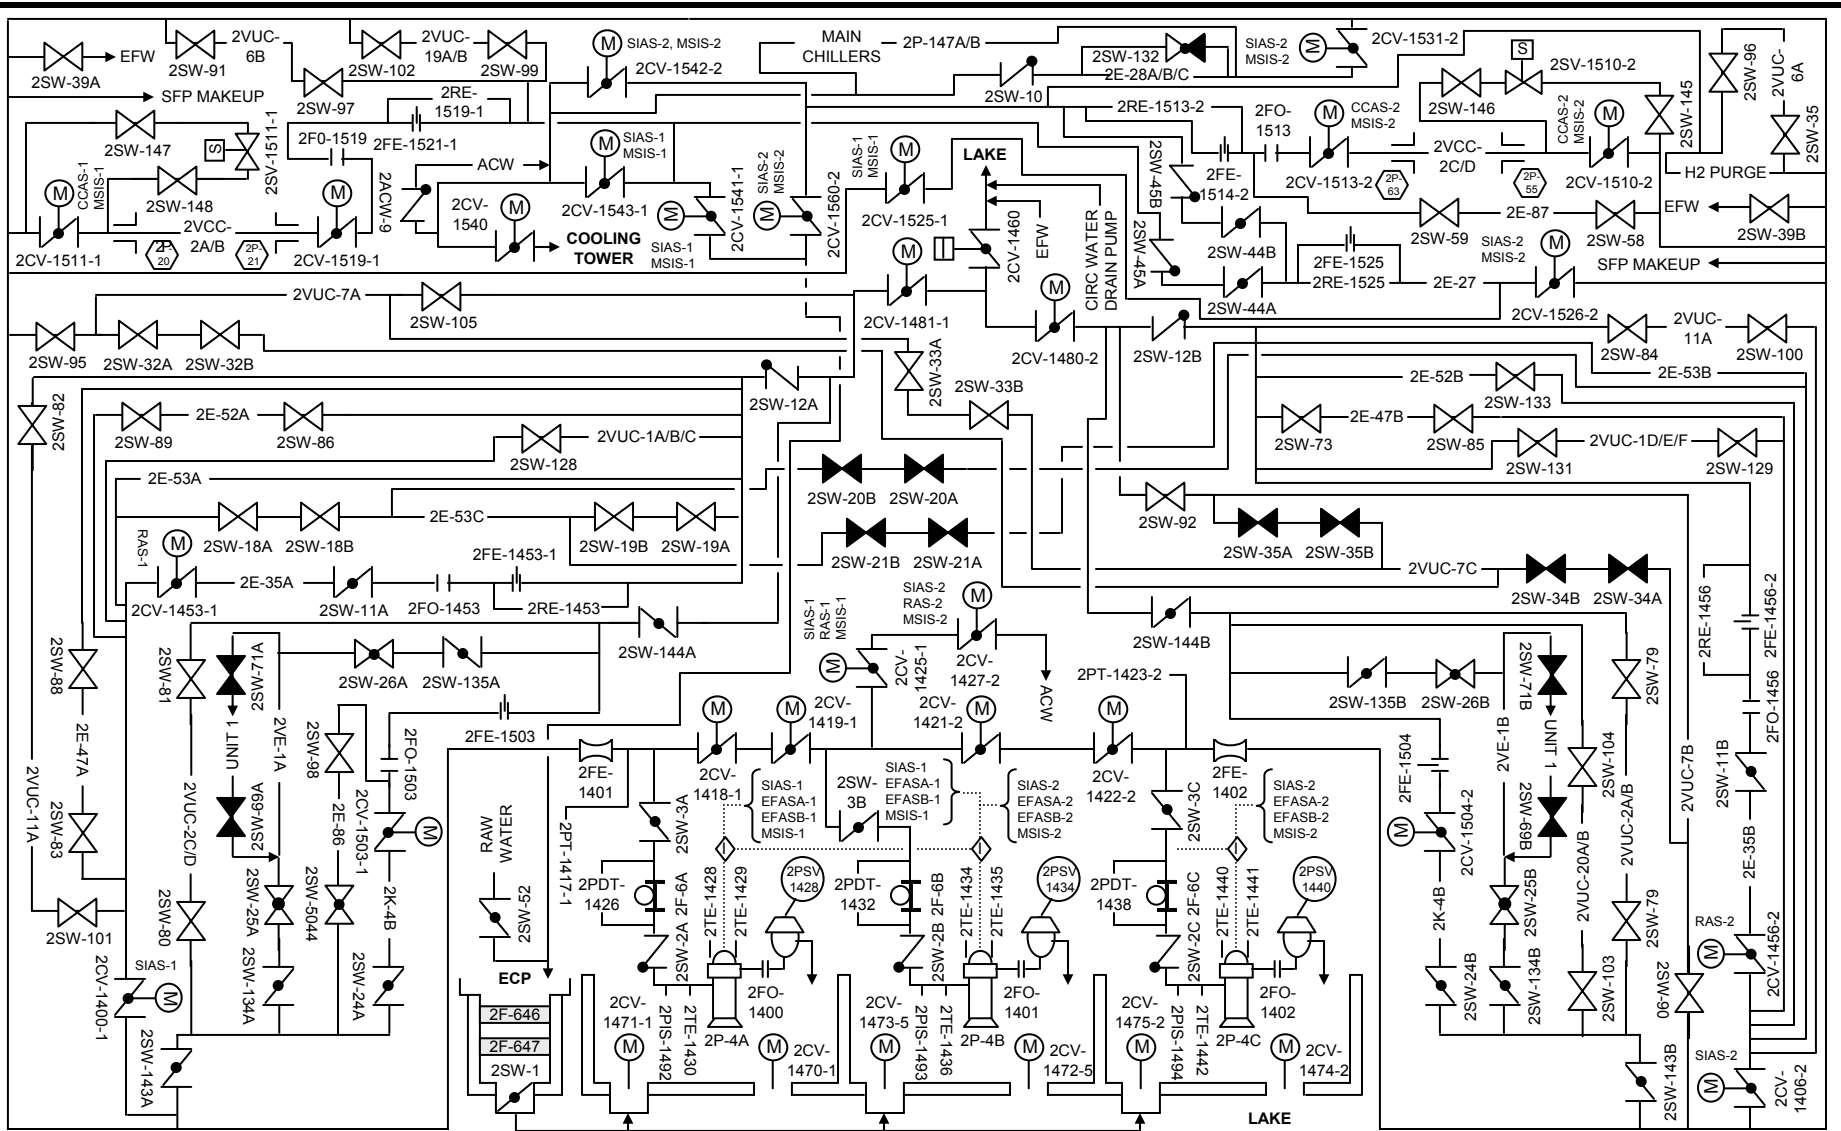 EFW
2SW-39A
2SW-91
2VUC-
6B
2SW-97
2SW-102
2VUC-
19A/B
2SW-99
M
SIAS-2, MSIS-2
2CV-1542-2
MAIN
CHILLERS
2P-147A/B
2SW-132
2E-28A/B/C
2SW-10
SIAS-2
MSIS-2
M
2CV-1531-2
S
2SV-1510-2
2SW-146
2SW-145
2SW-96
2VUC-
6A
2SW-35
SFP MAKEUP
2SW-147
S
2SV-1511-1
2F0-1519
2RE-
1519-1
2FE-1521-1
ACW
M
SIAS-1
MSIS-1
2CV-1543-1
SIAS-1
MSIS-1
M
2CV-1525-1
LAKE
2RE-1513-2
2FO-
1513
2FE-
1514-2
M
CCAS-2
MSIS-2
2CV-1513-2
2P-
63
2VCC-
2C/D
2P-
55
CCAS-2
MSIS-2
M
2CV-1510-2
H2 PURGE
M
CCAS-1
MSIS-1
2CV-1511-1
2SW-148
2VCC-
2A/B
2P-
20
2P-
21
M
2CV-1519-1
2ACW-9
2CV-
1540
M
COOLING
TOWER
M
SIAS-1
MSIS-1
2CV-1541-1
SIAS-2
MSIS-2
M
2CV-1560-2
2CV-1460
EFW
CIRC WATER
DRAIN PUMP
2SW-45B
2SW-45A
2SW-44B
2SW-44A
2SW-59
2E-87
2SW-58
EFW
2SW-39B
2FE-1525
2RE-1525
2E-27
SIAS-2
MSIS-2
M
2CV-1526-2
SFP MAKEUP
2VUC-7A
2SW-105
M
2CV-1481-1
M
2CV-1480-2
2SW-12B
2SW-84
2VUC-
11A
2SW-100
2SW-95
2SW-32A
2SW-32B
2SW-33A
2SW-33B
2SW-12A
2SW-82
2SW-89
2E-52A
2SW-86
2SW-128
2VUC-1A/B/C
2E-52B
2SW-133
2E-53B
2SW-73
2E-47B
2SW-85
2SW-131
2VUC-1D/E/F
2SW-129
2E-53A
2SW-20B
2SW-20A
2SW-92
2SW-18A
2SW-18B
2E-53C
2SW-19B
2SW-19A
2SW-21B
2SW-21A
2SW-35A
2SW-35B
RAS-1
M
2CV-1453-1
2E-35A
2SW-11A
2FO-1453
2FE-1453-1
2RE-1453
2VUC-7C
2SW-34B
2SW-34A
2RE-1456
2FE-1456-2
SIAS-1
RAS-1
MSIS-1
SIAS-2
RAS-2
MSIS-2
M
2CV-
1427-2
M
2CV-
1425-1
ACW
2SW-144A
2SW-144B
2SW-88
2SW-81
2SW-71A
2SW-26A
2SW-135A
2PT-1423-2
2SW-135B
2SW-26B
2SW-71B
2SW-79
2FO-1456
UNIT 1
2VE-1A
2FE-1503
M
2CV-
1419-1
M
2CV-
1418-1
2CV-
1421-2
M
M
2CV-
1422-2
2FE-
1401
2FE-
1402
2FE-1504
2VE-1B
UNIT 1
2SW-104
2VUC-7B
2SW-11B
2VUC-11A
2E-47A
2SW-83
2VUC-2C/D
2SW-69A
2SW-98
2E-86
2FO-1503
2CV-1503-1
M
2K-4B
RAW
WATER
2SW-52
2PT-1417-1
2SW-3A
SIAS-1
EFASA-1
EFASB-1
MSIS-1
2SW-
3B
SIAS-1
EFASA-1
EFASB-1
MSIS-1
SIAS-2
EFASA-2
EFASB-2
MSIS-2
2SW-3C
SIAS-2
EFASA-2
EFASB-2
MSIS-2
M
2CV-1504-2
2SW-69B
2VUC-20A/B
2VUC-2A/B
2E-35B
2PDT-
1426
2F-6A
2TE-1428
2TE-1429
2PSV
1428
2PDT-
1432
2F-6B
2TE-1434
2TE-1435
2PSV
1434
2PDT-
1438
2F-6C
2TE-1440
2TE-1441
2PSV
1440
2K-4B
2SW-101
2SW-80
2SW-25A
2SW-5044
2SW-25B
2SW-79
RAS-2
M
2CV-1456-2
SIAS-1
M
2CV-1400-1
2SW-134A
2SW-24A
ECP
2F-646
2F-647
2SW-1
2SW-2A
2SW-2B
2SW-2C
2SW-24B
2SW-134B
2SW-103
2SW-90
2CV-
1471-1
M
2PIS-1492
2TE-1430
2P-4A
2FO-
1400
M
2CV-
1470-1
2CV-
1473-5
M
2PIS-1493
2TE-1436
2P-4B
2FO-
1401
M
2CV-
1472-5
2CV-
1475-2
M
2PIS-1494
2TE-1442
2P-4C
2FO-
1402
M
2CV-
1474-2
2SW-143A
LAKE
2SW-143B
SIAS-2
M
2CV-
1406-2